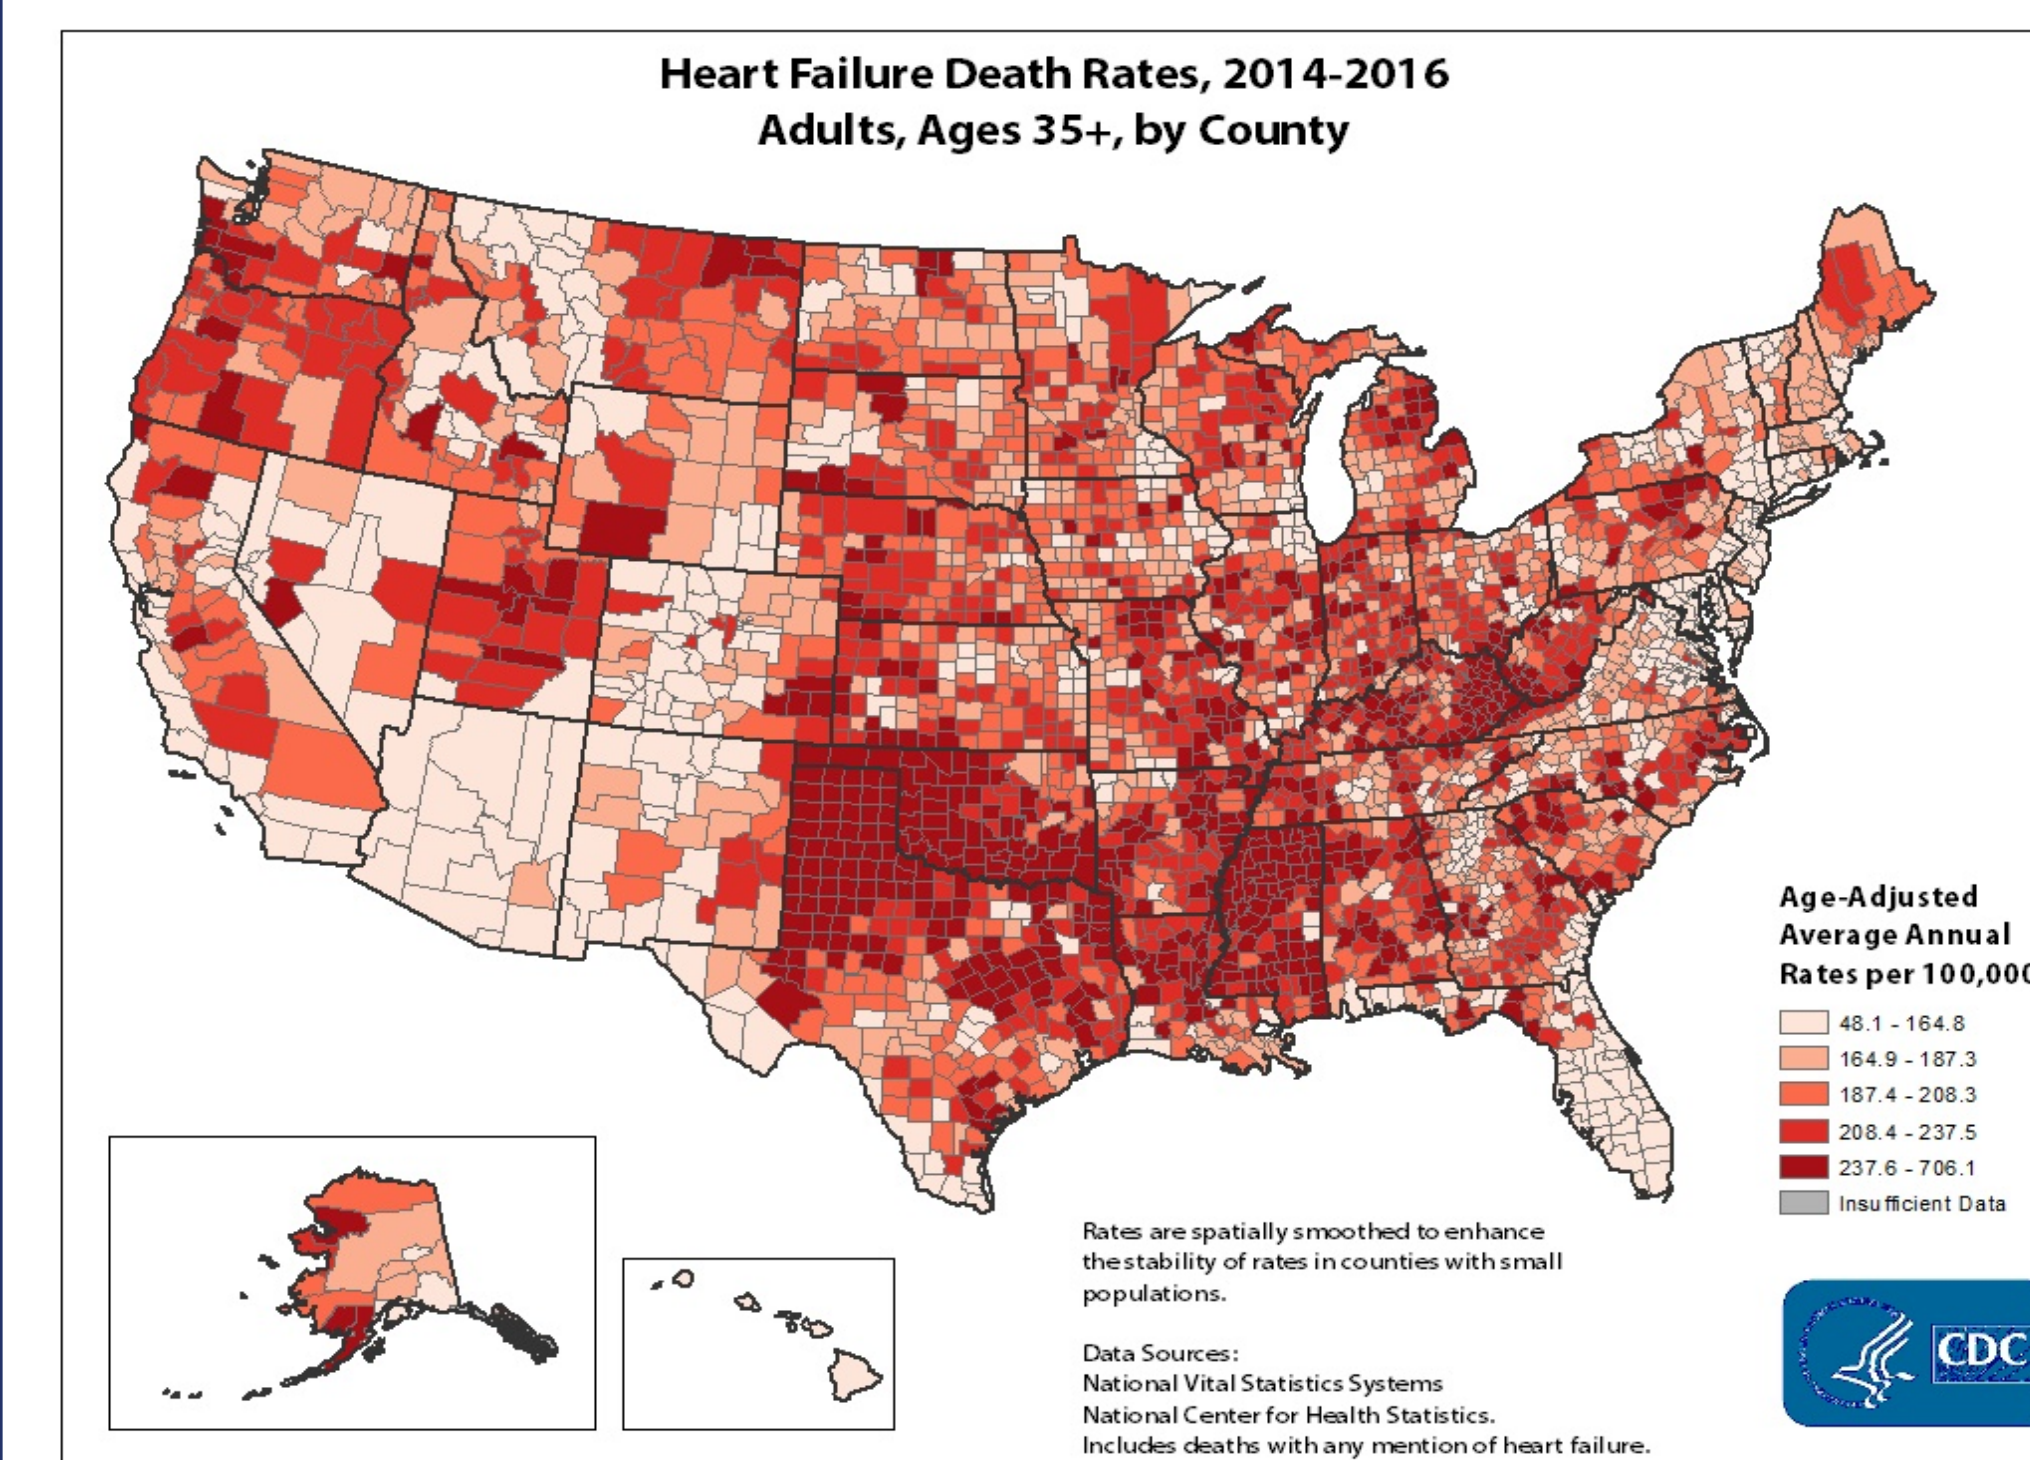 Heart Failure Death Rates, 2014-2016
Adults, Ages 35+, by County
Age-Adjusted
Average Annual
Rates per 100,000
48.1 - 164.8
164.9 - 187.3
187.4 - 208.3
208.4 - 237.5
237.6 - 706.1
Insufficient Data
Rates are spatially smoothed to enhance
the stability of rates in counties with small
populations.
Data Sources:
National Vital Statistics Systems
National Center for Health Statistics.
Includes deaths with any mention of heart failure.
CDC